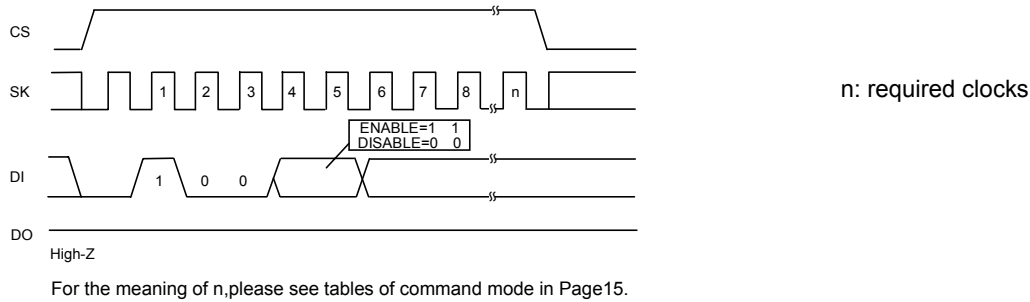 CS
SK
1 2 3 4 5 6 7 8 n
n: required clocks
ENABLE=1 1
DISABLE=0 0
DI
1 0 0
DO
High-Z
For the meaning of n,please see tables of command mode in Page15.